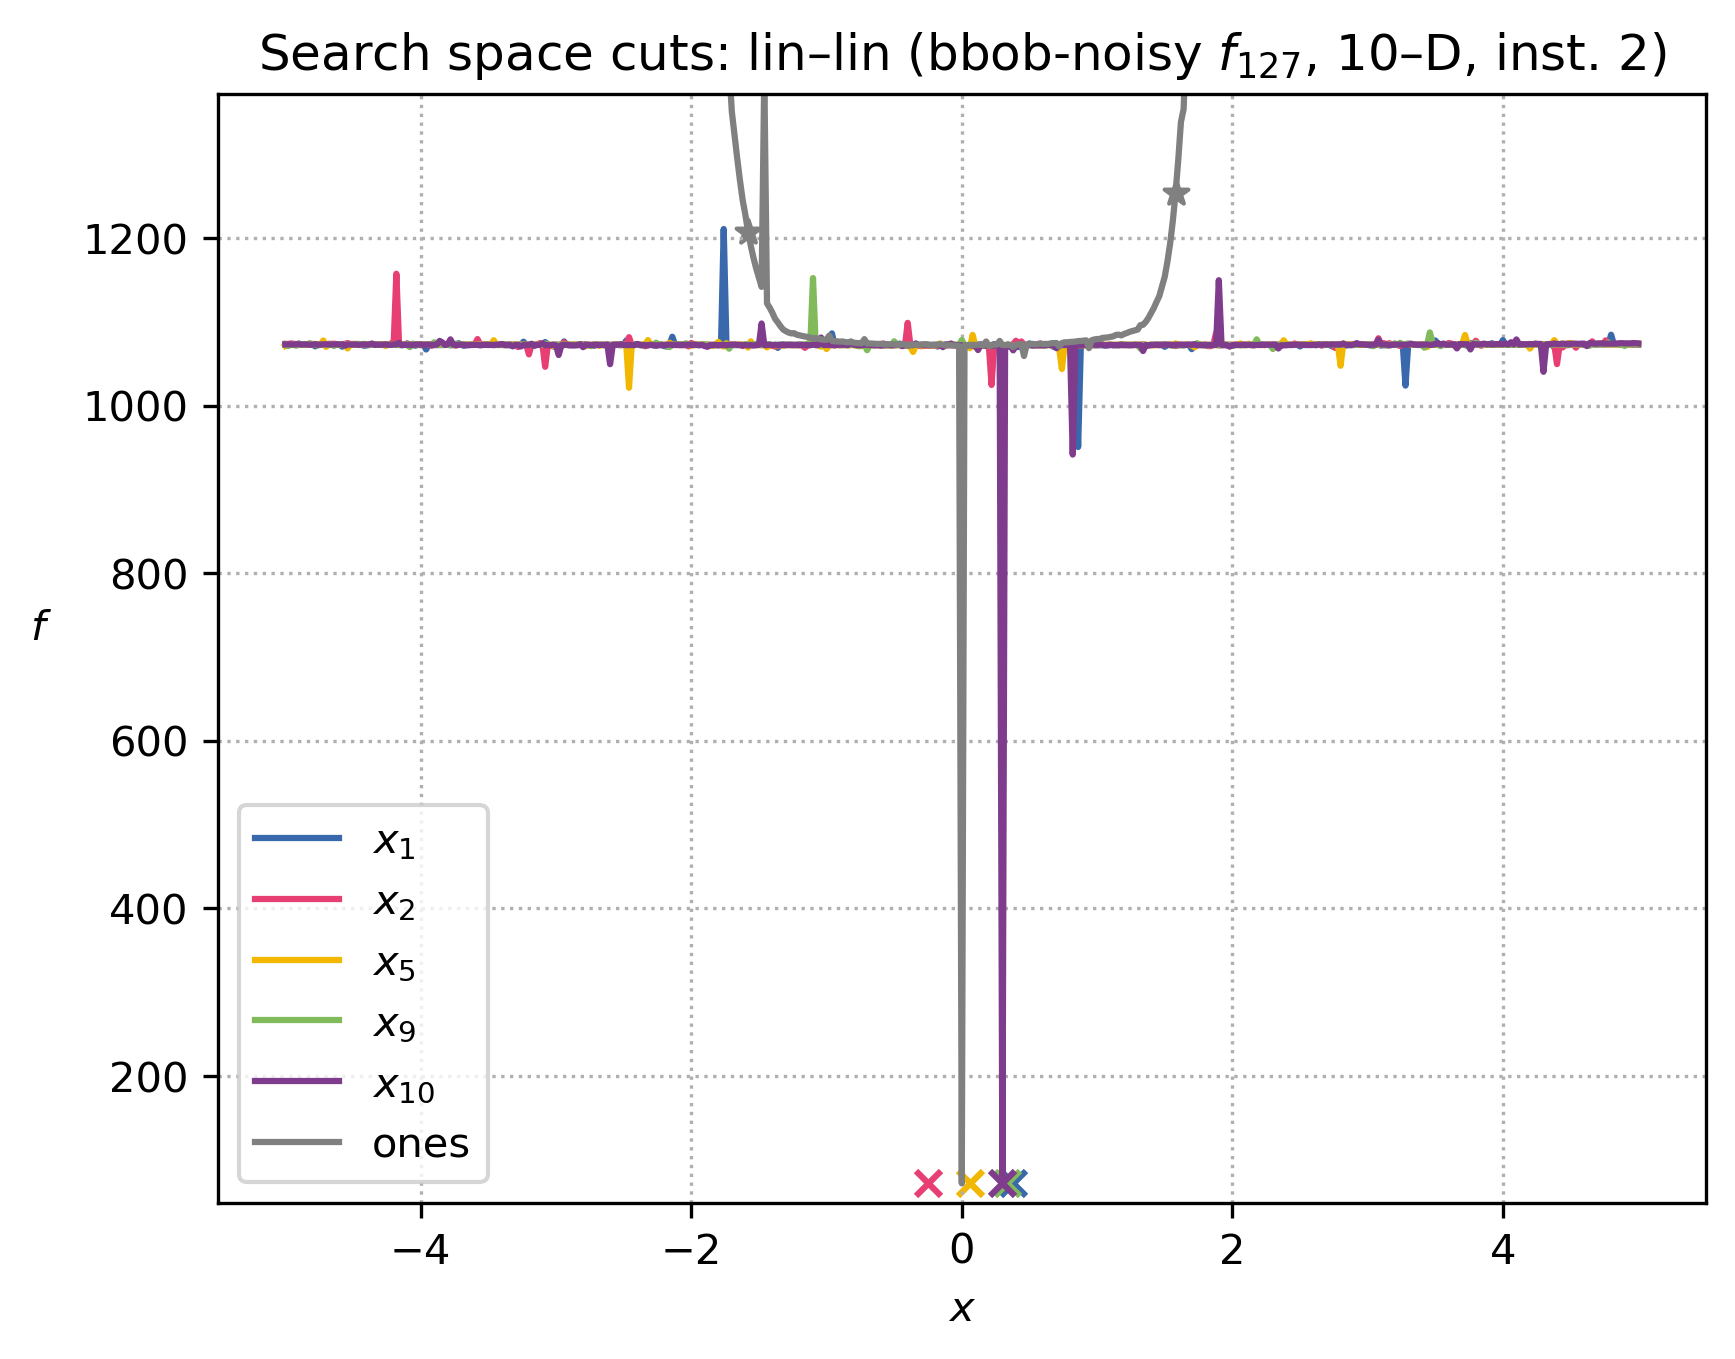 Search space cuts: lin–lin (bbob-noisy f₁₂₇, 10–D, inst. 2)
1200
1000
800
f
600
400
200
x₁
x₂
x₅
x₉
x₁₀
ones
−4 −2 0 2 4
x